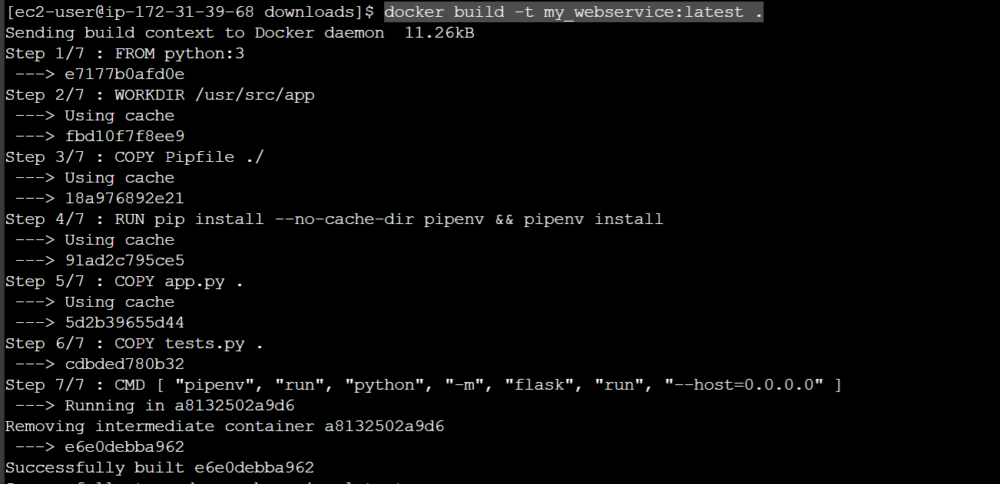 [ec2-user@ip-172-31-39-68 downloads]$ docker build -t my_webservice:latest .
Sending build context to Docker daemon  11.26kB
Step 1/7 : FROM python:3
 ---> e7177b0afd0e
Step 2/7 : WORKDIR /usr/src/app
 ---> Using cache
 ---> fbd10f7f8ee9
Step 3/7 : COPY Pipfile ./
 ---> Using cache
 ---> 18a976892e21
Step 4/7 : RUN pip install --no-cache-dir pipenv && pipenv install
 ---> Using cache
 ---> 91ad2c795ce5
Step 5/7 : COPY app.py .
 ---> Using cache
 ---> 5d2b39655d44
Step 6/7 : COPY tests.py .
 ---> cdbded780b32
Step 7/7 : CMD [ "pipenv", "run", "python", "-m", "flask", "run", "--host=0.0.0.0" ]
 ---> Running in a8132502a9d6
Removing intermediate container a8132502a9d6
 ---> e6e0debba962
Successfully built e6e0debba962